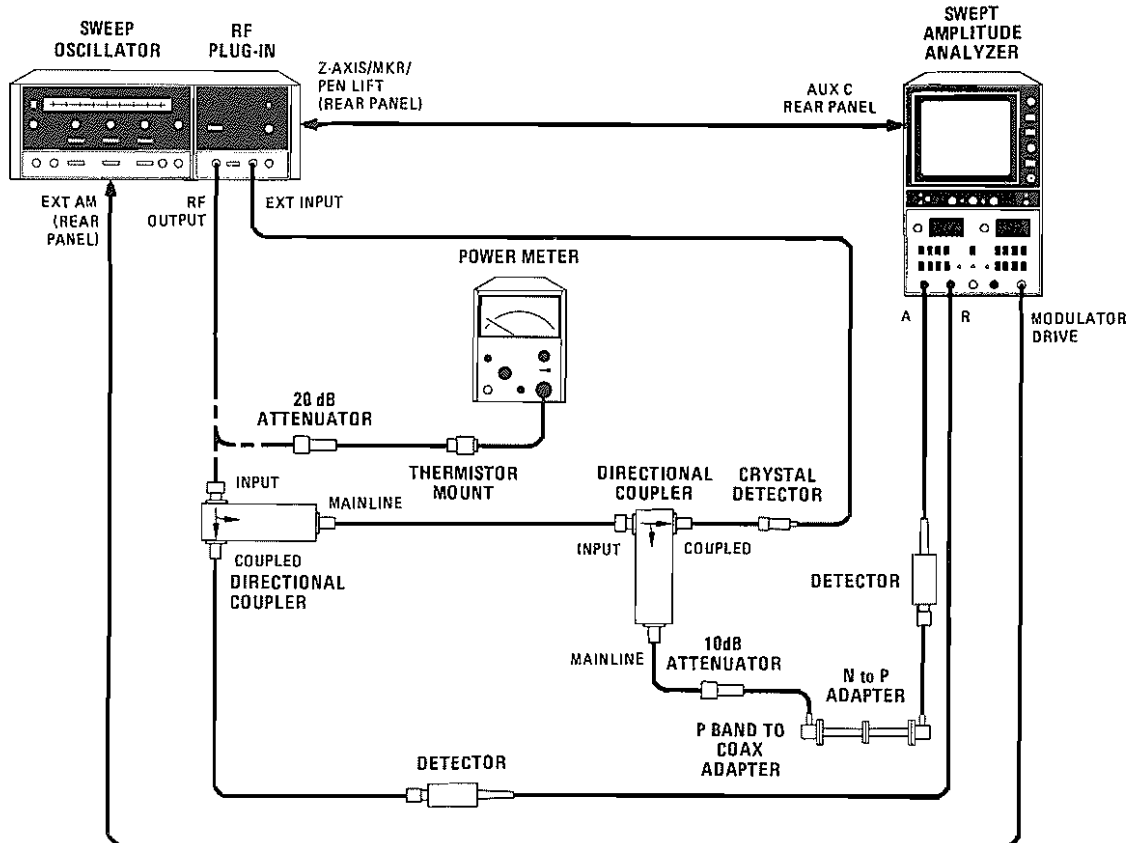 SWEEP
OSCILLATOR
RF
PLUG-IN
SWEPT
AMPLITUDE
ANALYZER
Z-AXIS/MKR/
PEN LIFT
(REAR PANEL)
AUX C
REAR PANEL
EXT AM
(REAR
PANEL)
RF
OUTPUT
EXT INPUT
POWER METER
A
R
MODULATOR
DRIVE
20 dB
ATTENUATOR
THERMISTOR
MOUNT
DIRECTIONAL
COUPLER
CRYSTAL
DETECTOR
INPUT
MAINLINE
INPUT
COUPLED
COUPLED
DIRECTIONAL
COUPLER
DETECTOR
MAINLINE
10dB
ATTENUATOR
N to P
ADAPTER
P BAND TO
COAX
ADAPTER
DETECTOR